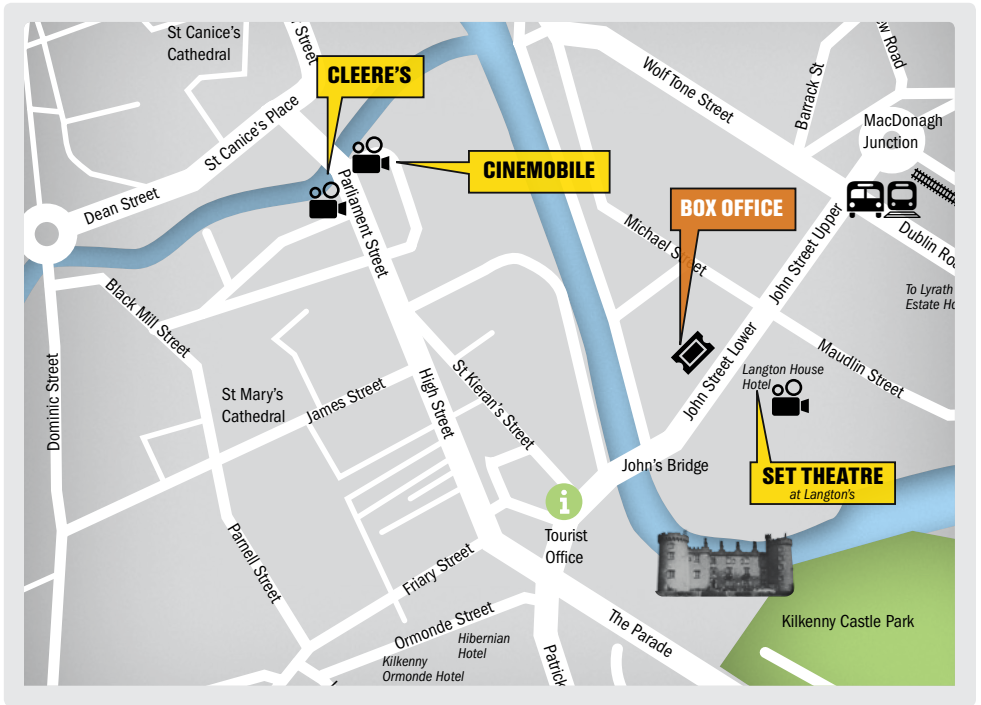 St Canice's
Cathedral
Street
CLEERE'S
St Canice's Place
Dean Street
CINEMOBILE
Parliament Street
Wolf Tone Street
Barrack St
ew Road
MacDonagh
Junction
BOX OFFICE
Michael Street
John Street Upper
Dublin Ro
To Lyrath
Estate Ho
Black Mill Street
Dominic Street
St Mary's
Cathedral
James Street
High Street
St Kieran's Street
John Street Lower
Maudlin Street
Langton House
Hotel
SET THEATRE
at Langton's
John's Bridge
i
Tourist
Office
Parnell Street
Friary Street
Ormonde Street
Hibernian
Hotel
Kilkenny
Ormonde Hotel
Patrick
The Parade
Kilkenny Castle Park